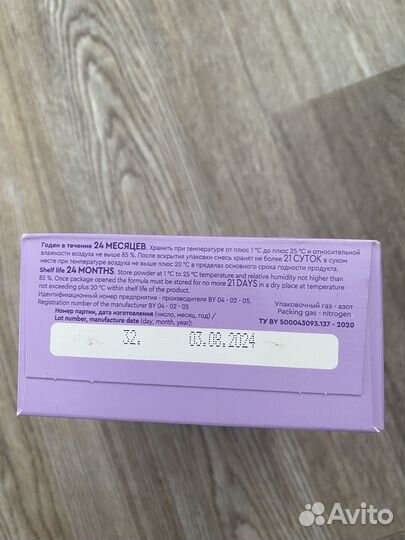 Годен в течение 24 МЕСЯЦЕВ. Хранить при температуре от плюс 1 °С до плюс 25 °С и относительной
влажности воздуха не выше 85 %. После вскрытия упаковки смесь хранят не более 21 СУТОК в сухом
месте при температуре воздуха не выше плюс 20 °С в пределах основного срока годности продукта.
Shelf life 24 MONTHS. Store powder at 1 °C to 25 °C temperature and relative humidity not higher than
85 %. Once package opened the formula must be stored for no more 21 DAYS in a dry place at temperature
not exceeding plus 20 °C within shelf life of the product.
Идентификационный номер предприятия - производителя BY 04 - 02 - 05.
Registration number of the manufacturer BY 04 - 02 - 05
Упаковочный газ - азот
Packing gas - nitrogen
Номер партии, дата изготовления (число, месяц, год) /
Lot number, manufacture date (day, month, year):
ТУ BY 500043093.137 - 2020
32. 03.08.2024
Avito